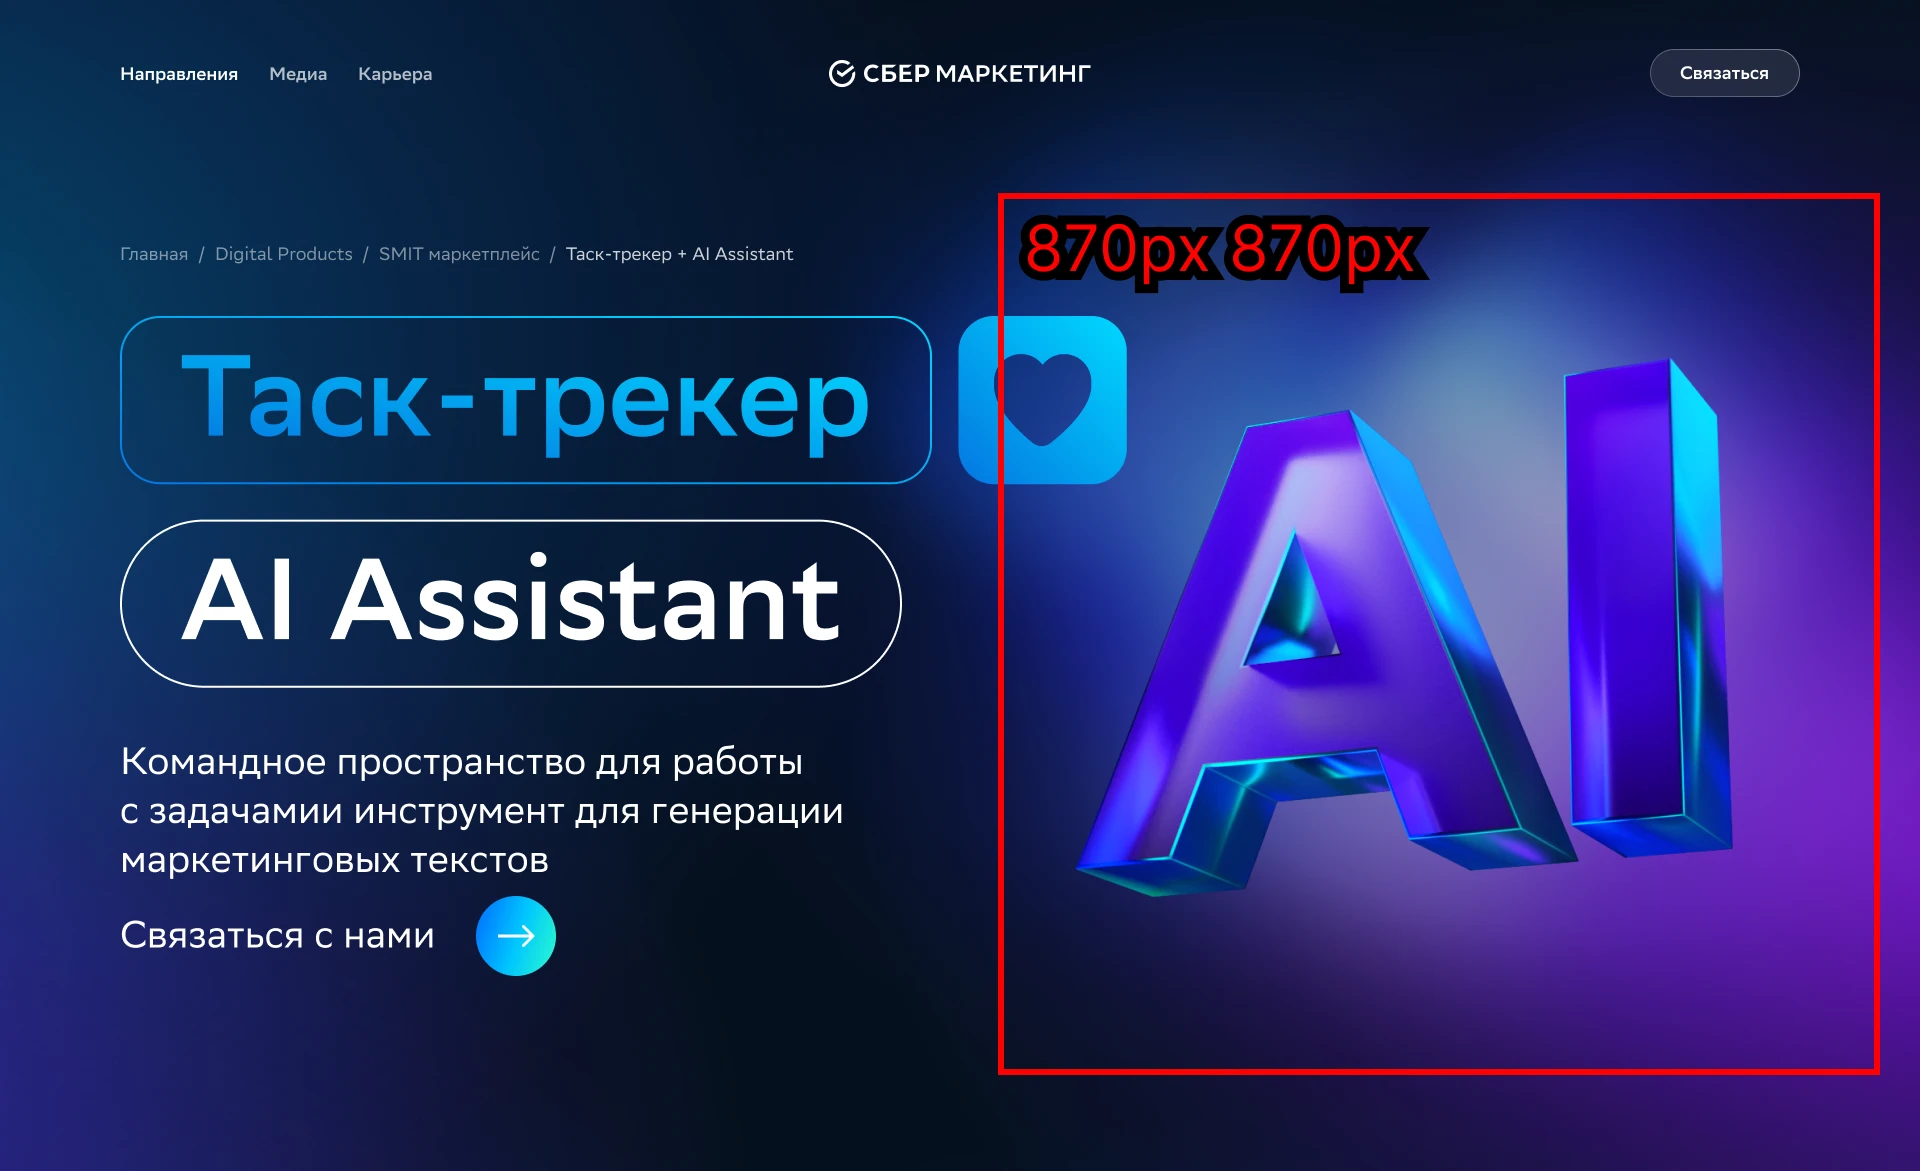 Направления Медиа Карьера
СБЕР МАРКЕТИНГ
Связаться
Главная / Digital Products / SMIT маркетплейс / Таск-трекер + AI Assistant
870px 870px
Таск-трекер
AI Assistant
AI
Командное пространство для работы
с задачамии инструмент для генерации
маркетинговых текстов
Связаться с нами